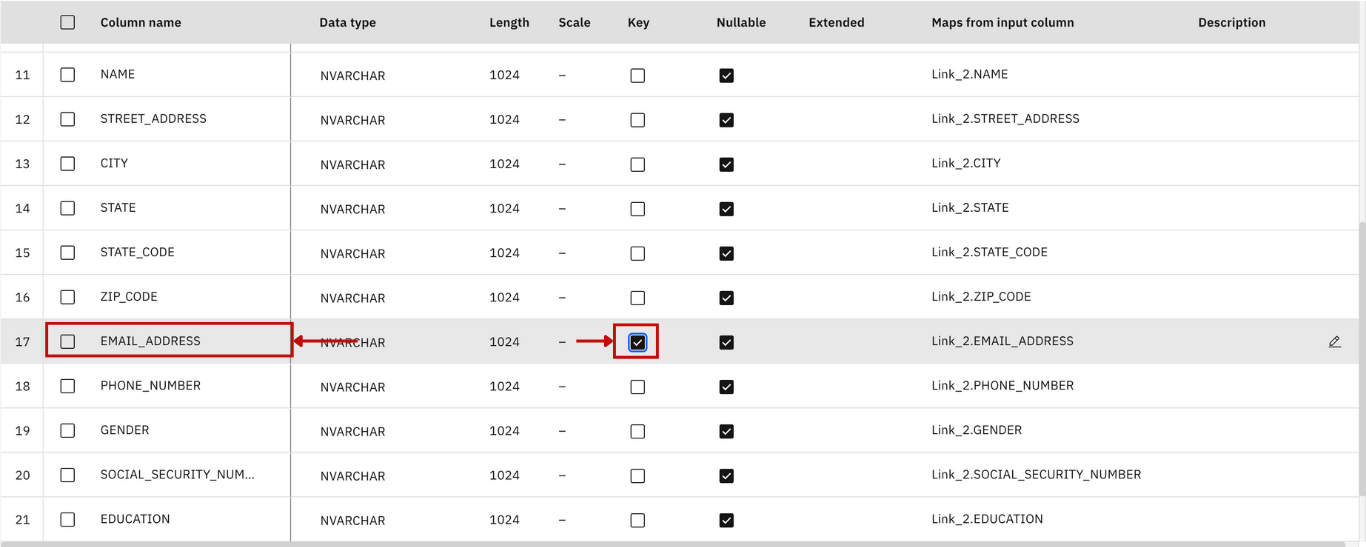 Column name Data type Length Scale Key Nullable Extended Maps from input column Description
11 NAME NVARCHAR 1024 – Link_2.NAME
12 STREET_ADDRESS NVARCHAR 1024 – Link_2.STREET_ADDRESS
13 CITY NVARCHAR 1024 – Link_2.CITY
14 STATE NVARCHAR 1024 – Link_2.STATE
15 STATE_CODE NVARCHAR 1024 – Link_2.STATE_CODE
16 ZIP_CODE NVARCHAR 1024 – Link_2.ZIP_CODE
17 EMAIL_ADDRESS NVARCHAR 1024 – Link_2.EMAIL_ADDRESS
18 PHONE_NUMBER NVARCHAR 1024 – Link_2.PHONE_NUMBER
19 GENDER NVARCHAR 1024 – Link_2.GENDER
20 SOCIAL_SECURITY_NUM... NVARCHAR 1024 – Link_2.SOCIAL_SECURITY_NUMBER
21 EDUCATION NVARCHAR 1024 – Link_2.EDUCATION